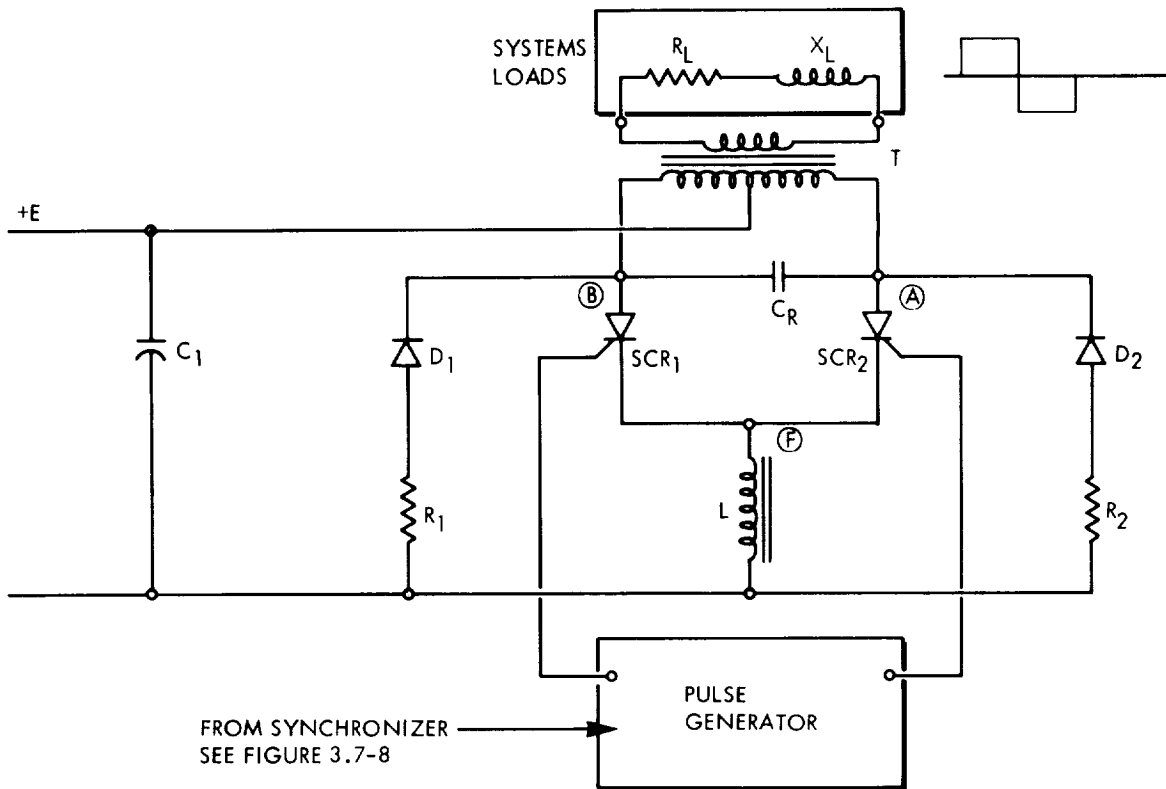 SYSTEMS
LOADS
R_L
X_L
T
+E
B
A
C_R
C_1
D_1
SCR_1
SCR_2
D_2
F
R_1
L
R_2
PULSE
GENERATOR
FROM SYNCHRONIZER
SEE FIGURE 3.7-8